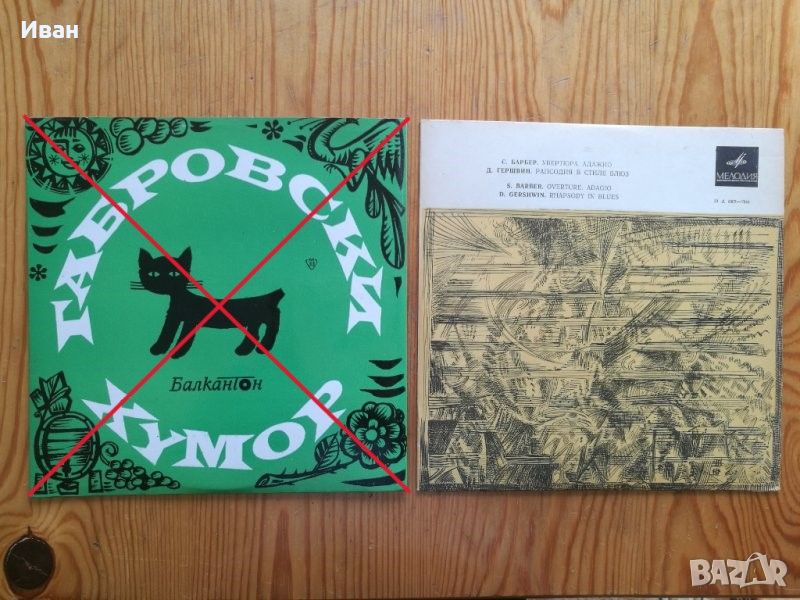 Иван
ГАБРОВСКИ
Балкантон
ХУМОР
С. БАРБЕР. УВЕРТЮРА, АДАЖИО
Д. ГЕРШВИН. РАПСОДИЯ В СТИЛЕ БЛЮЗ
S. BARBER. OVERTURE. ADAGIO
D. GERSHWIN. RHAPSODY IN BLUES
МЕЛОДИЯ
BAZAR